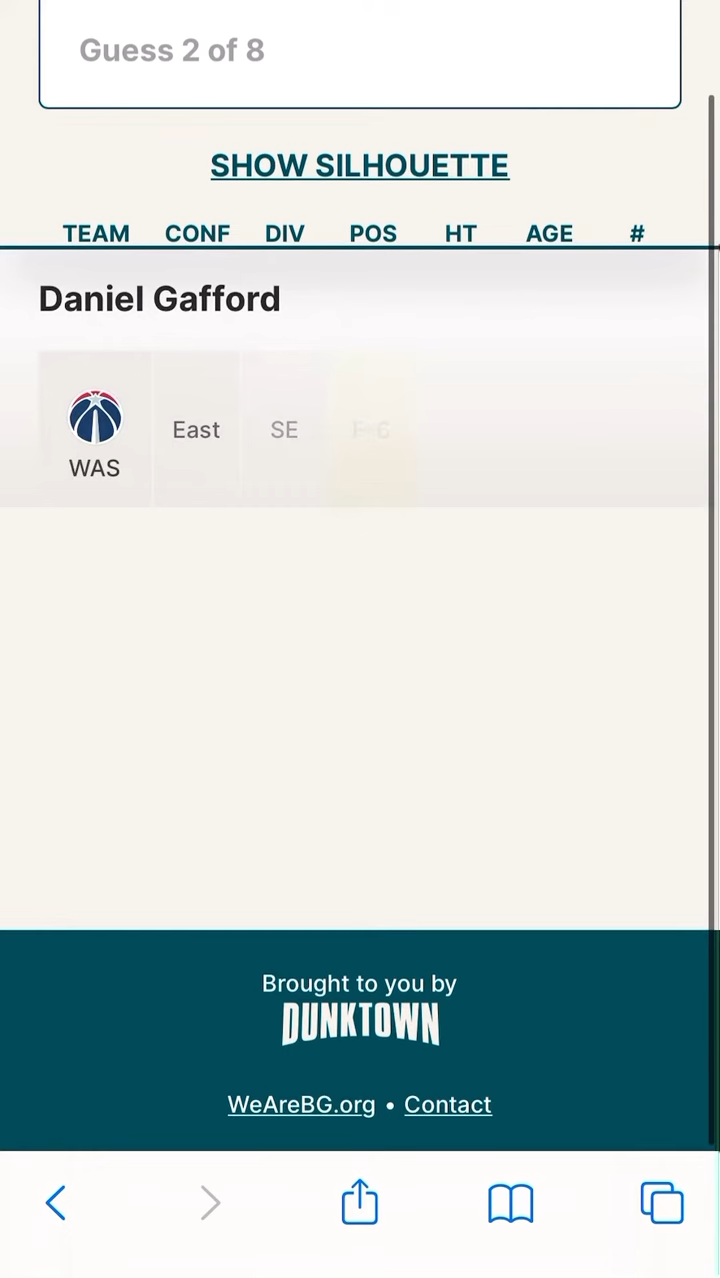 Guess 2 of 8
SHOW SILHOUETTE
TEAM CONF DIV POS HT AGE #
Daniel Gafford
East SE F-C
WAS
Brought to you by
DUNKTOWN
WeAreBG.org • Contact